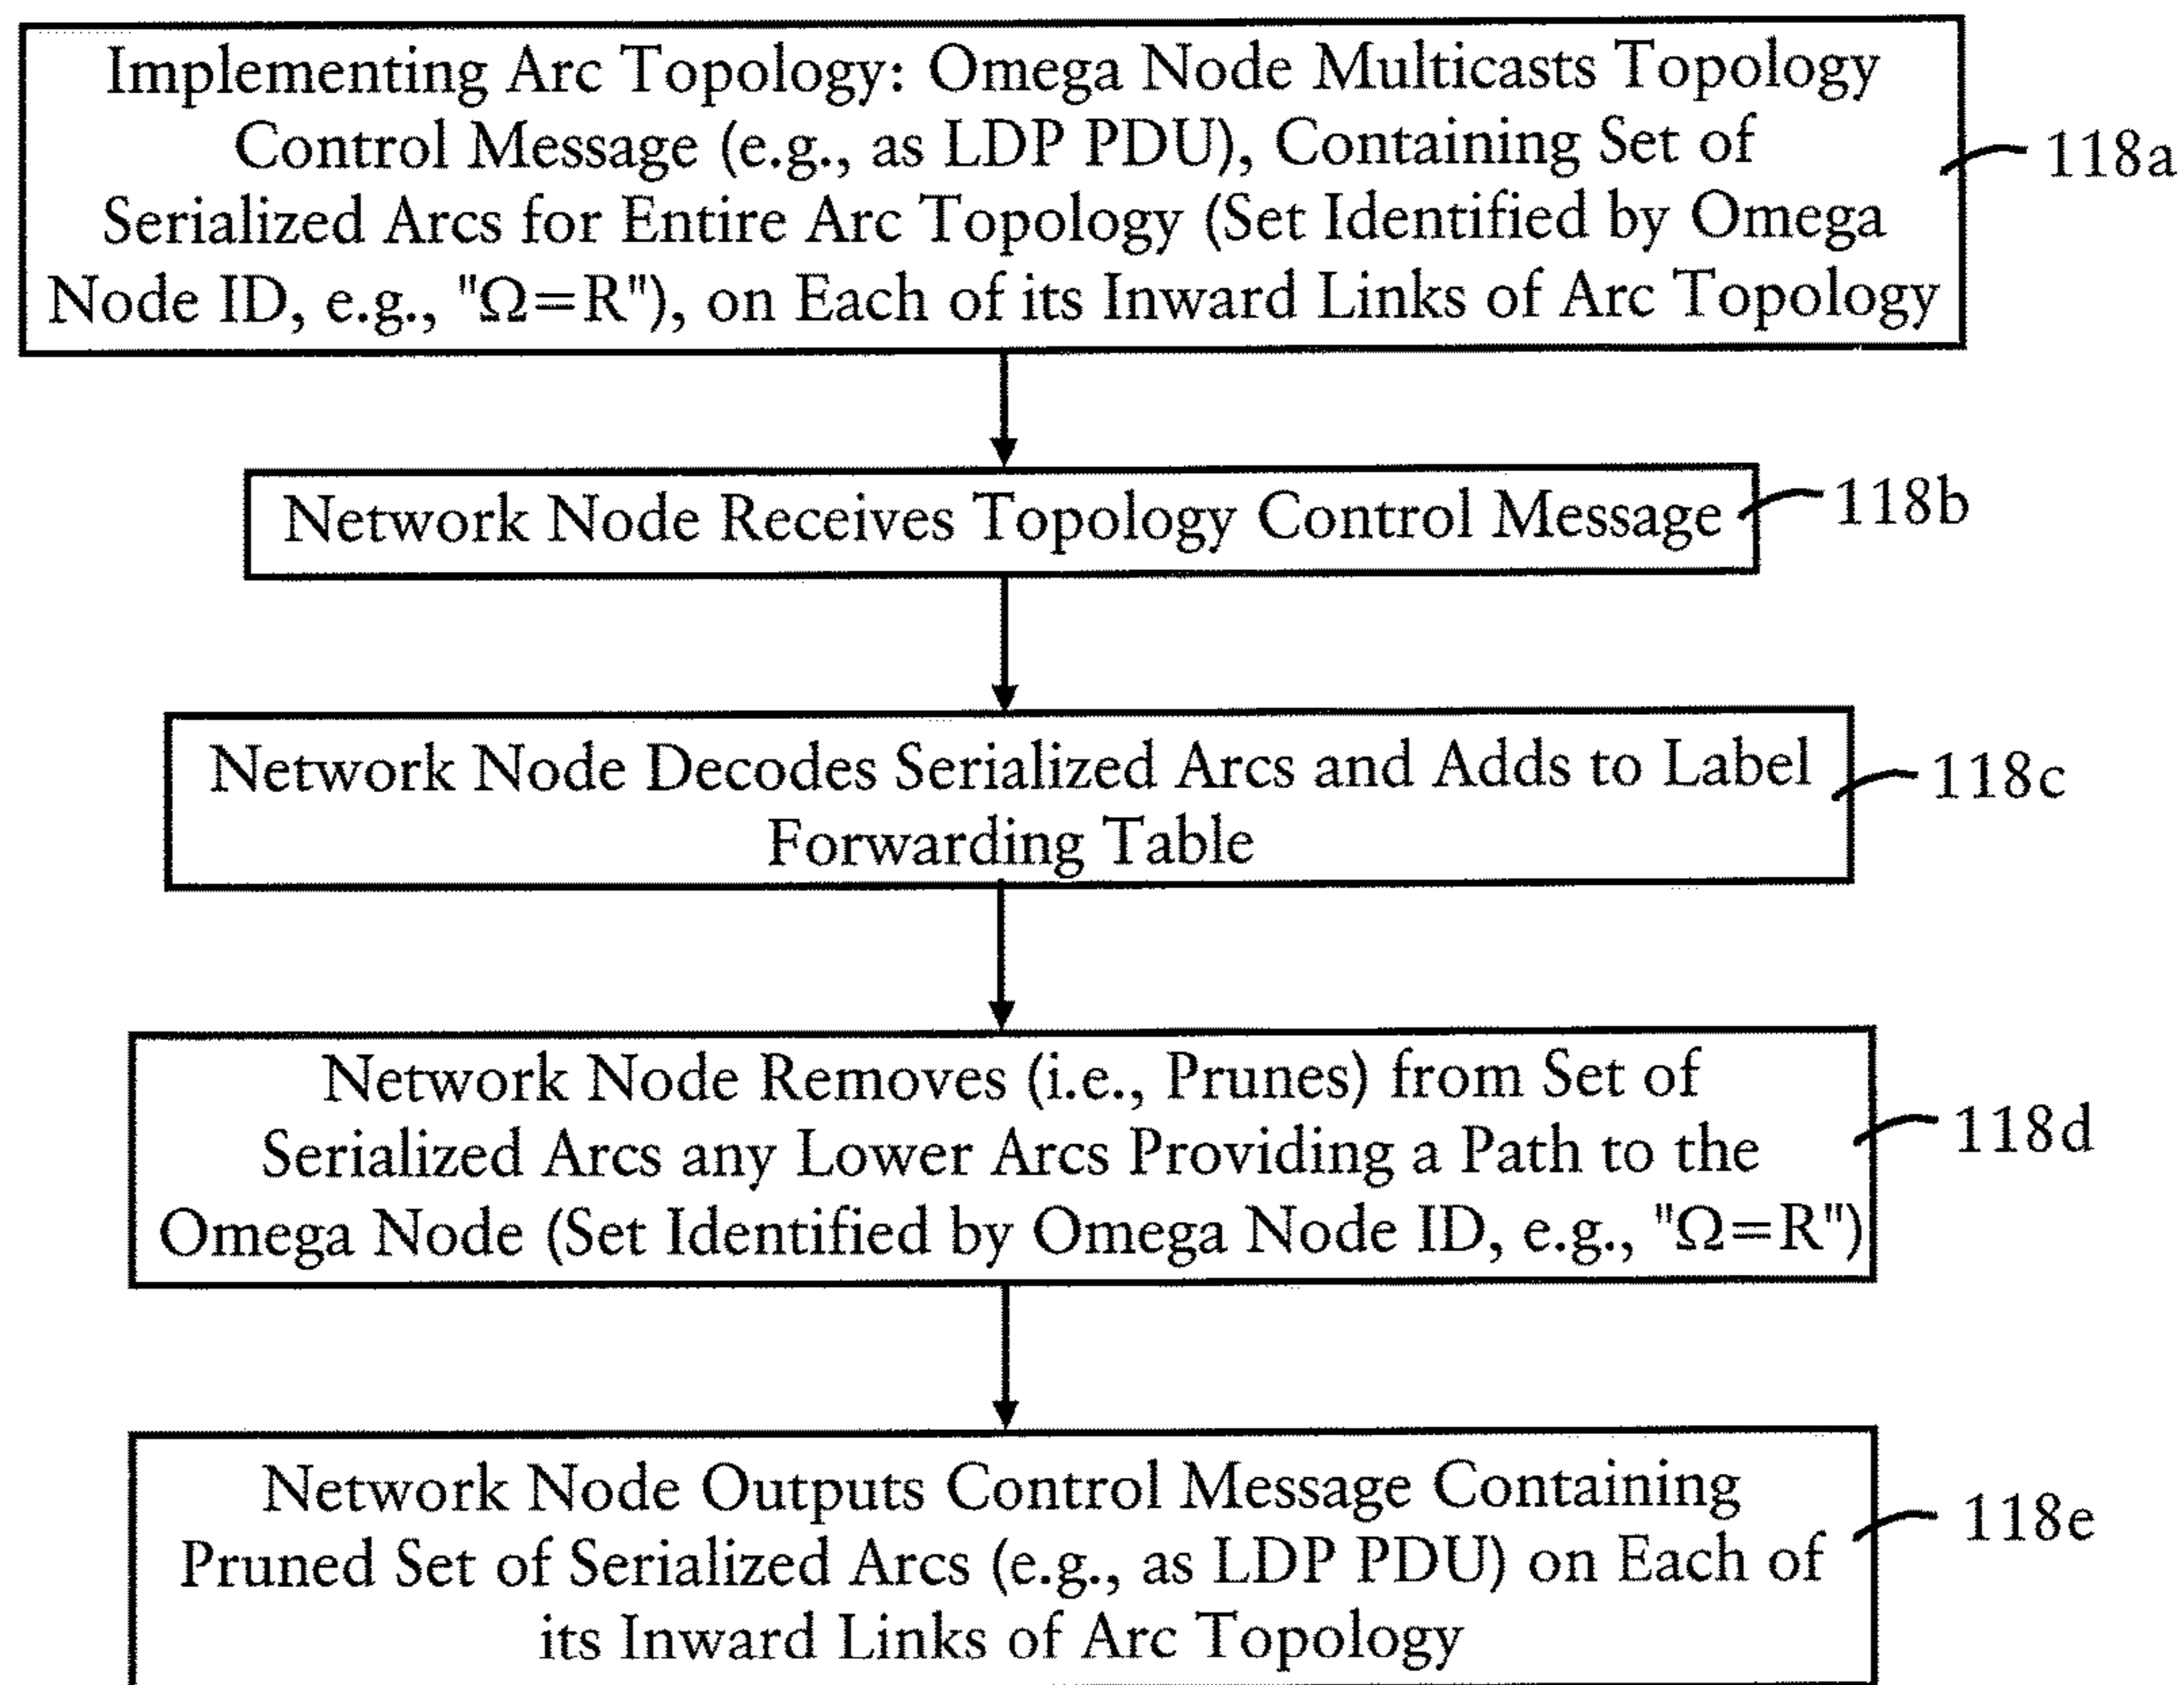 Implementing Arc Topology: Omega Node Multicasts Topology
Control Message (e.g., as LDP PDU), Containing Set of
Serialized Arcs for Entire Arc Topology (Set Identified by Omega
Node ID, e.g., "Ω=R"), on Each of its Inward Links of Arc Topology
118a
Network Node Receives Topology Control Message
118b
Network Node Decodes Serialized Arcs and Adds to Label
Forwarding Table
118c
Network Node Removes (i.e., Prunes) from Set of
Serialized Arcs any Lower Arcs Providing a Path to the
Omega Node (Set Identified by Omega Node ID, e.g., "Ω=R")
118d
Network Node Outputs Control Message Containing
Pruned Set of Serialized Arcs (e.g., as LDP PDU) on Each of
its Inward Links of Arc Topology
118e